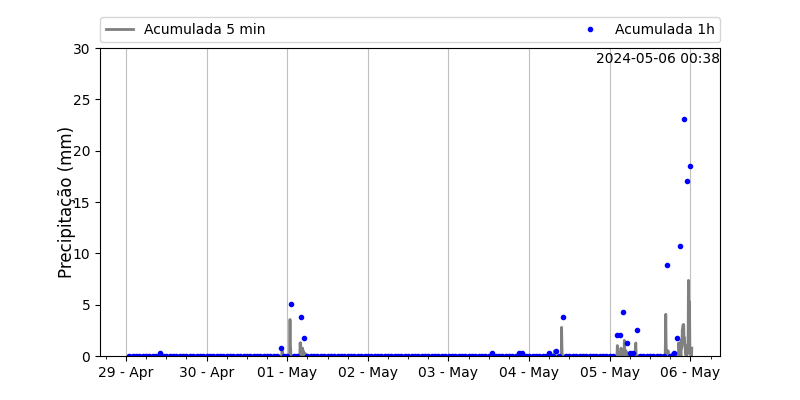 Acumulada 5 min
Acumulada 1h
2024-05-06 00:38
Precipitação (mm)
30
25
20
15
10
5
0
29 - Apr
30 - Apr
01 - May
02 - May
03 - May
04 - May
05 - May
06 - May